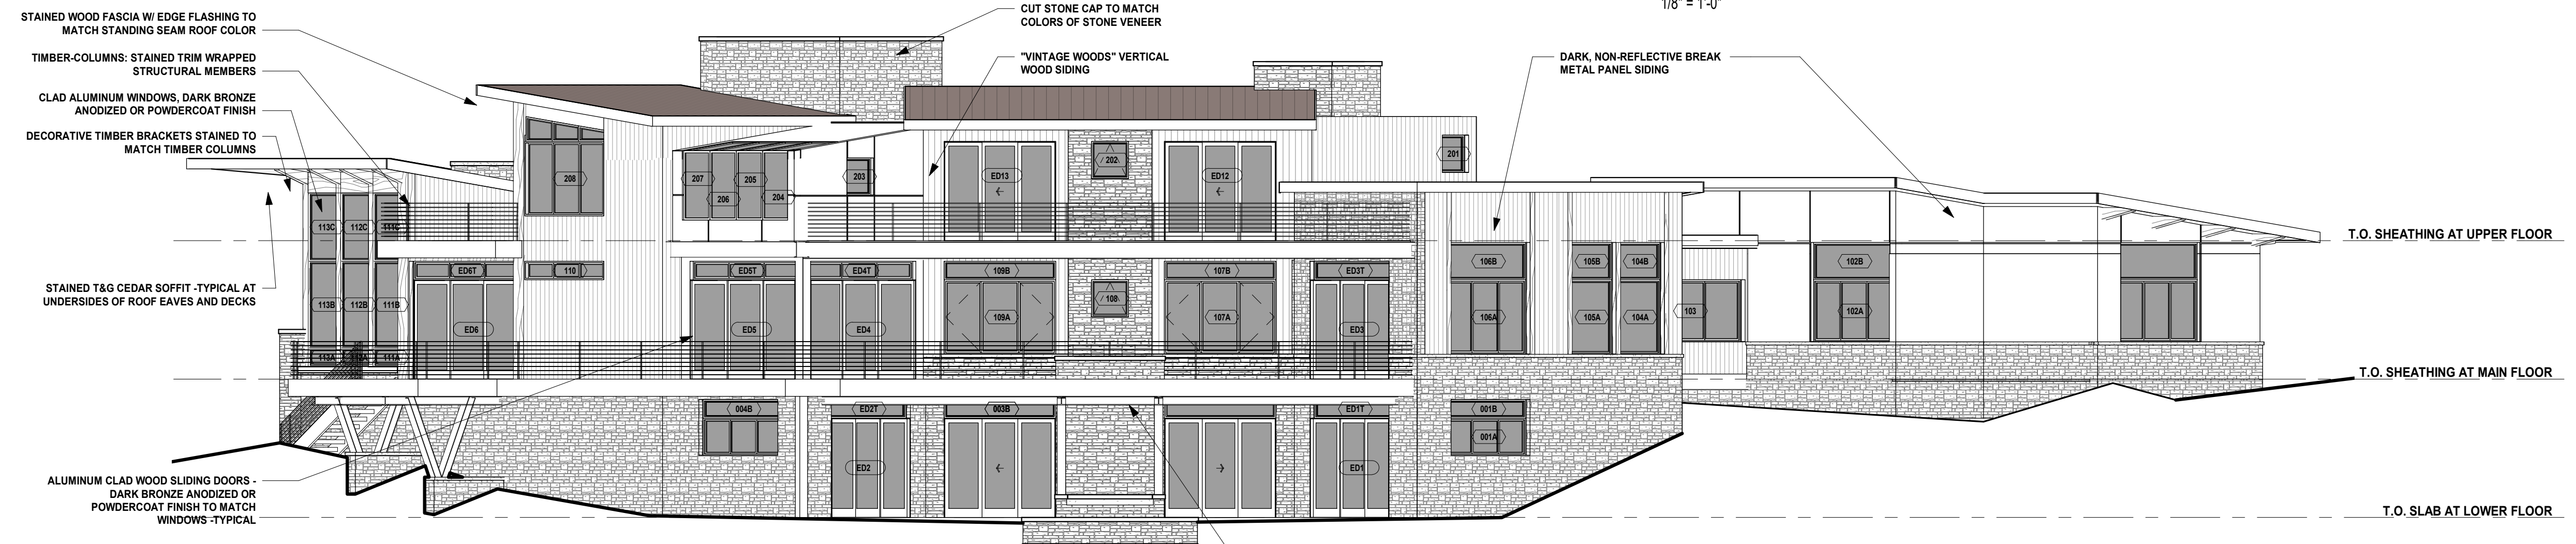 1/8" = 1'-0"
STAINED WOOD FASCIA W/ EDGE FLASHING TO
MATCH STANDING SEAM ROOF COLOR
TIMBER-COLUMNS: STAINED TRIM WRAPPED
STRUCTURAL MEMBERS
CLAD ALUMINUM WINDOWS, DARK BRONZE
ANODIZED OR POWDERCOAT FINISH
DECORATIVE TIMBER BRACKETS STAINED TO
MATCH TIMBER COLUMNS
STAINED T&G CEDAR SOFFIT -TYPICAL AT
UNDERSIDES OF ROOF EAVES AND DECKS
ALUMINUM CLAD WOOD SLIDING DOORS -
DARK BRONZE ANODIZED OR
POWDERCOAT FINISH TO MATCH
WINDOWS -TYPICAL
CUT STONE CAP TO MATCH
COLORS OF STONE VENEER
"VINTAGE WOODS" VERTICAL
WOOD SIDING
DARK, NON-REFLECTIVE BREAK
METAL PANEL SIDING
T.O. SHEATHING AT UPPER FLOOR
T.O. SHEATHING AT MAIN FLOOR
T.O. SLAB AT LOWER FLOOR
208
207
206
205
204
203
ED13
202
ED12
201
113C
112C
111C
ED6T
110
ED5T
ED4T
109B
107B
ED3T
106B
105B
104B
102B
113B
112B
111B
ED6
ED5
ED4
109A
108
107A
ED3
106A
105A
104A
103
102A
113A
112A
111A
004B
ED2T
003B
ED1T
001B
001A
ED2
ED1